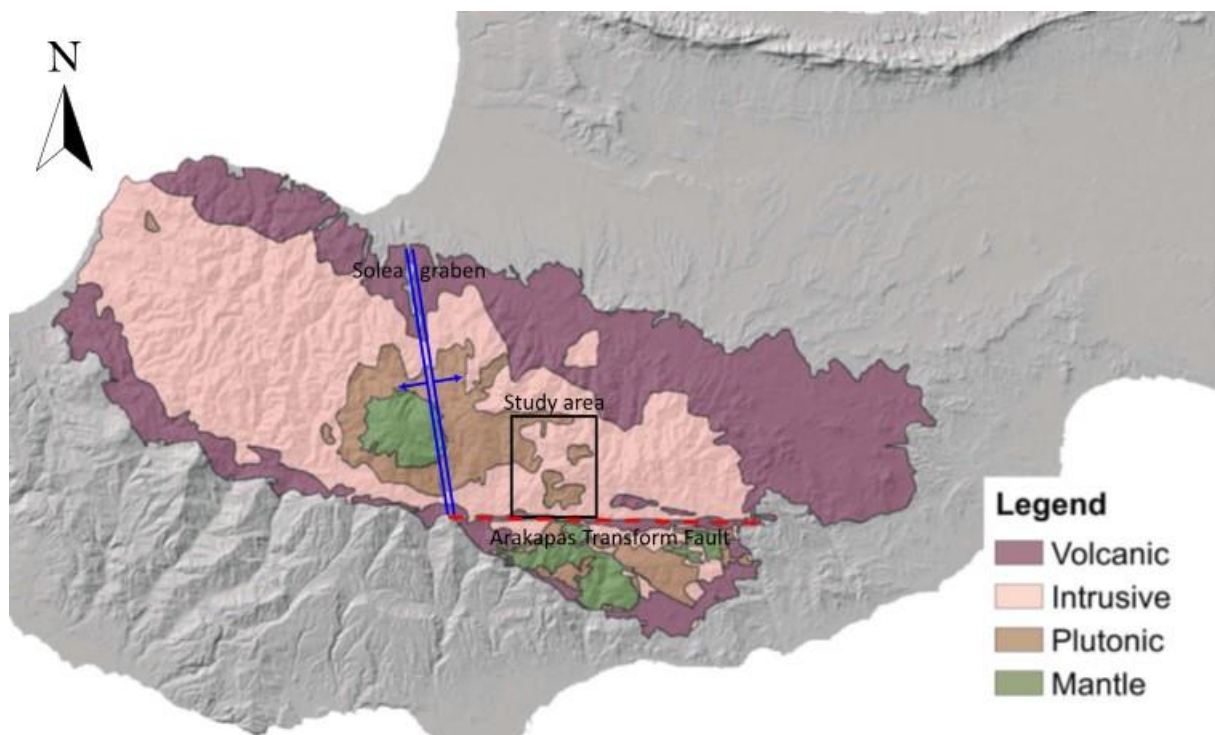 N
Solea graben
Study area
Arakapas Transform Fault
Legend
Volcanic
Intrusive
Plutonic
Mantle